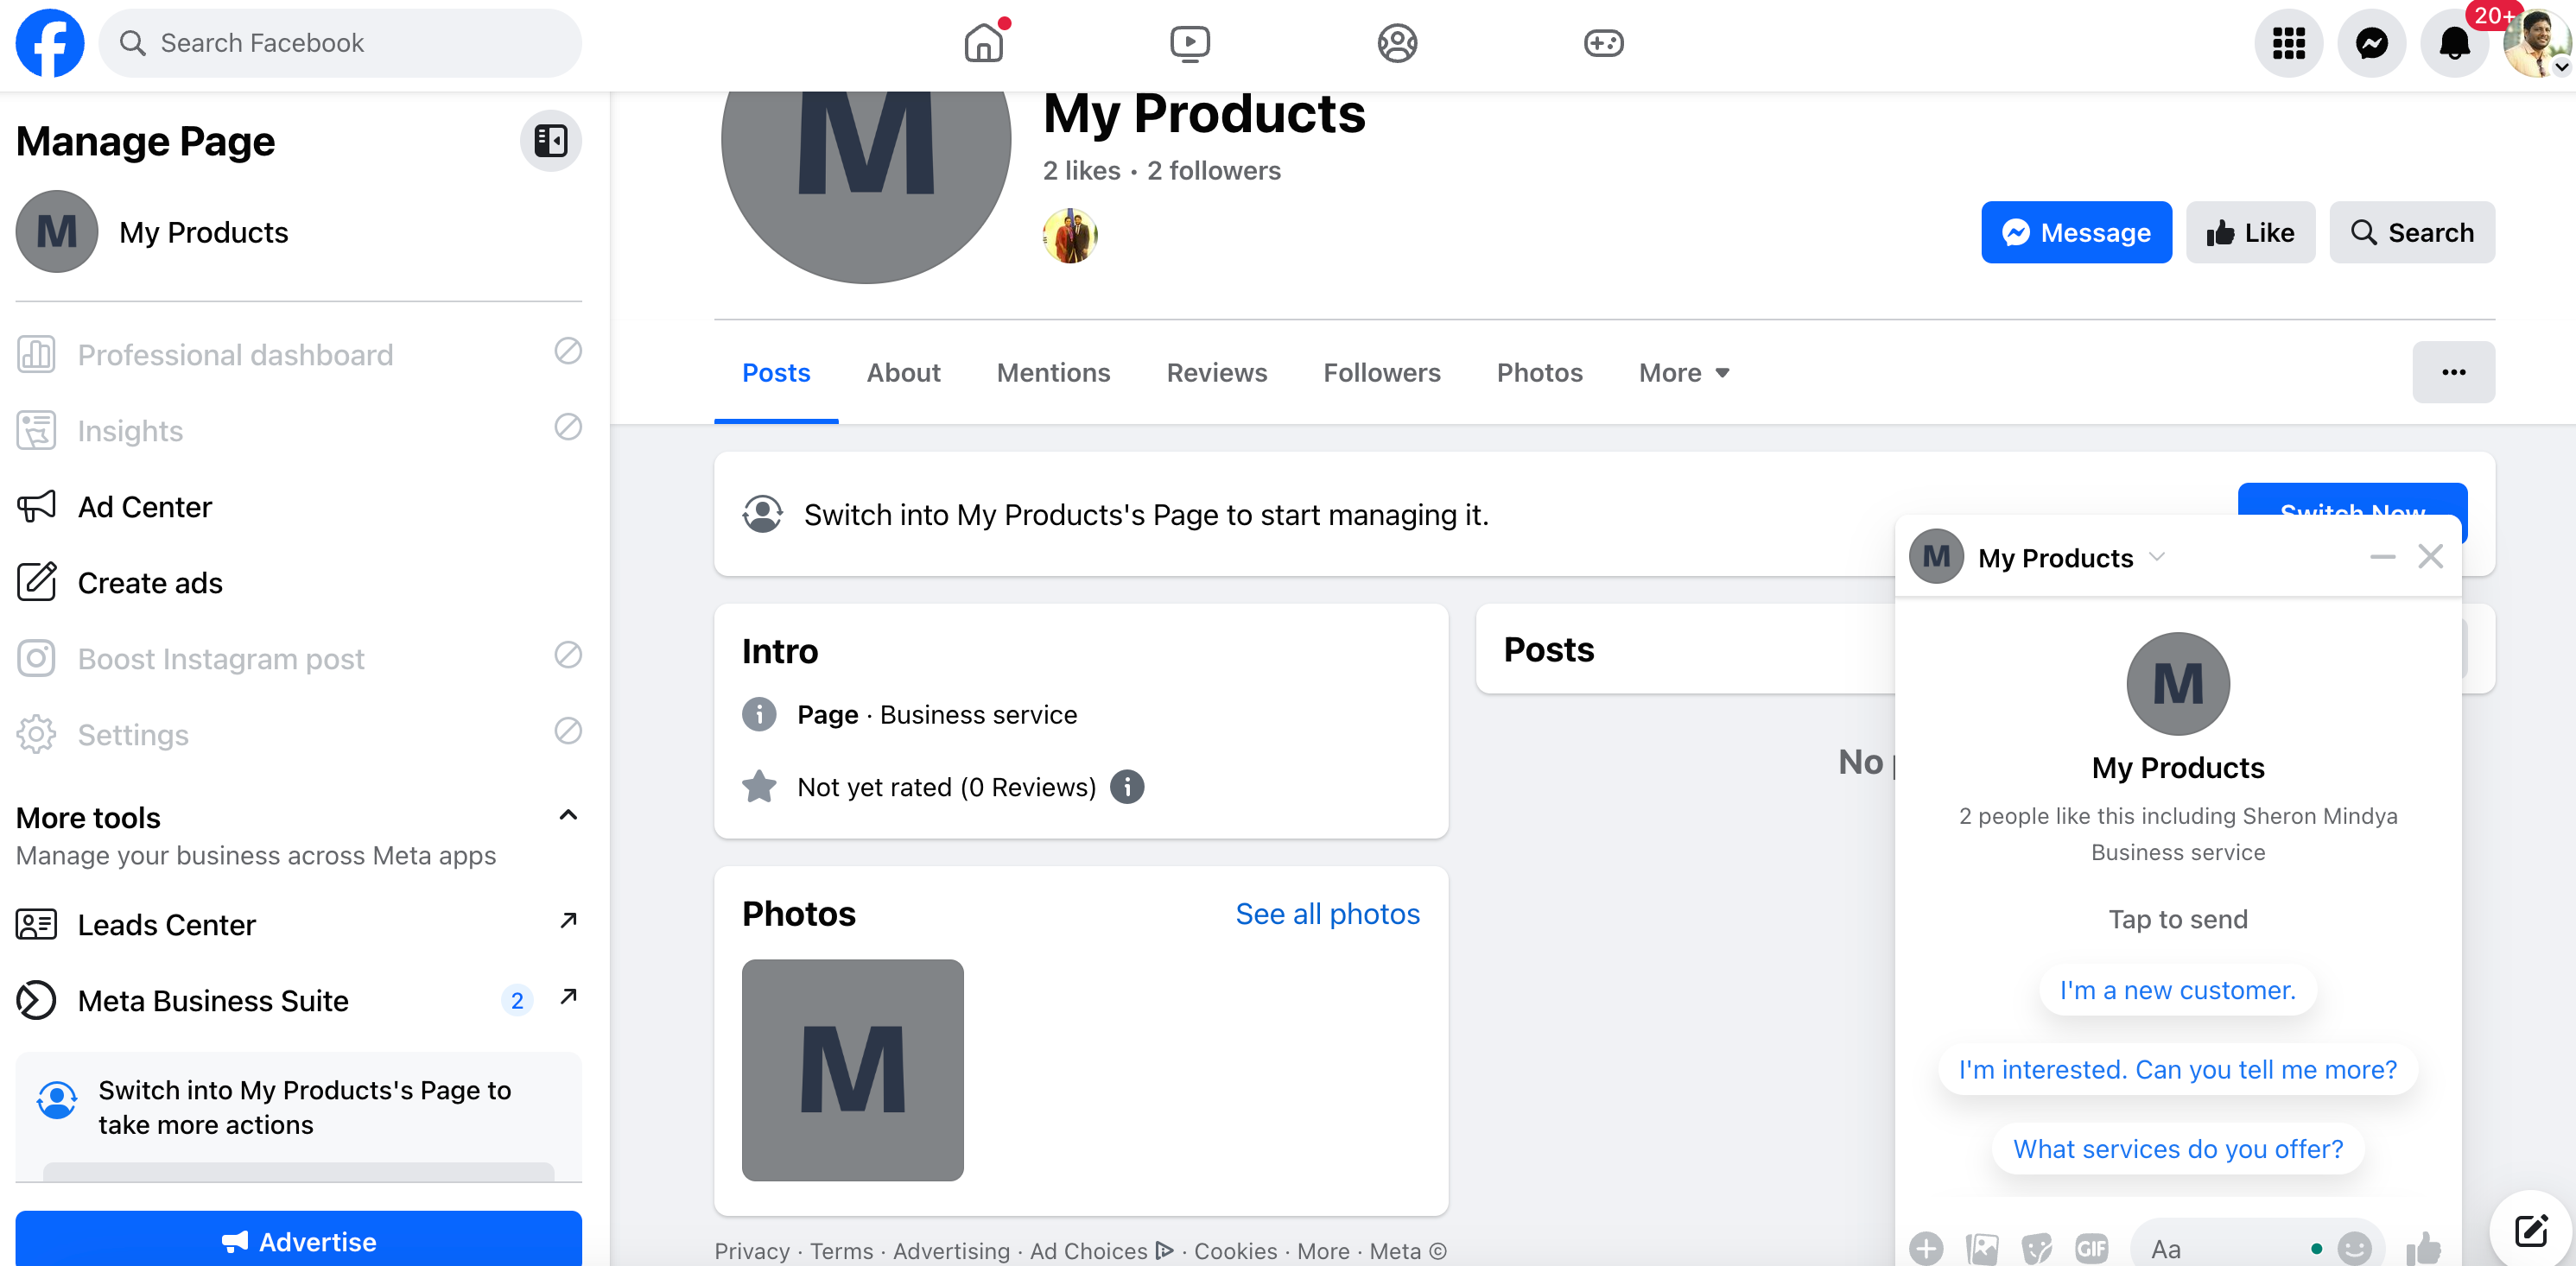 Search Facebook
20+
Manage Page
M
My Products
Professional dashboard
Insights
Ad Center
Create ads
Boost Instagram post
Settings
More tools
Manage your business across Meta apps
Leads Center
Meta Business Suite 2
Switch into My Products's Page to
take more actions
Advertise
M
My Products
2 likes · 2 followers
Message
Like
Search
Posts
About
Mentions
Reviews
Followers
Photos
More
Switch into My Products's Page to start managing it.
Switch Now
Intro
Page · Business service
Not yet rated (0 Reviews)
Photos
See all photos
M
Privacy · Terms · Advertising · Ad Choices · Cookies · More · Meta ©
Posts
No
M
My Products
M
My Products
2 people like this including Sheron Mindya
Business service
Tap to send
I'm a new customer.
I'm interested. Can you tell me more?
What services do you offer?
GIF
Aa